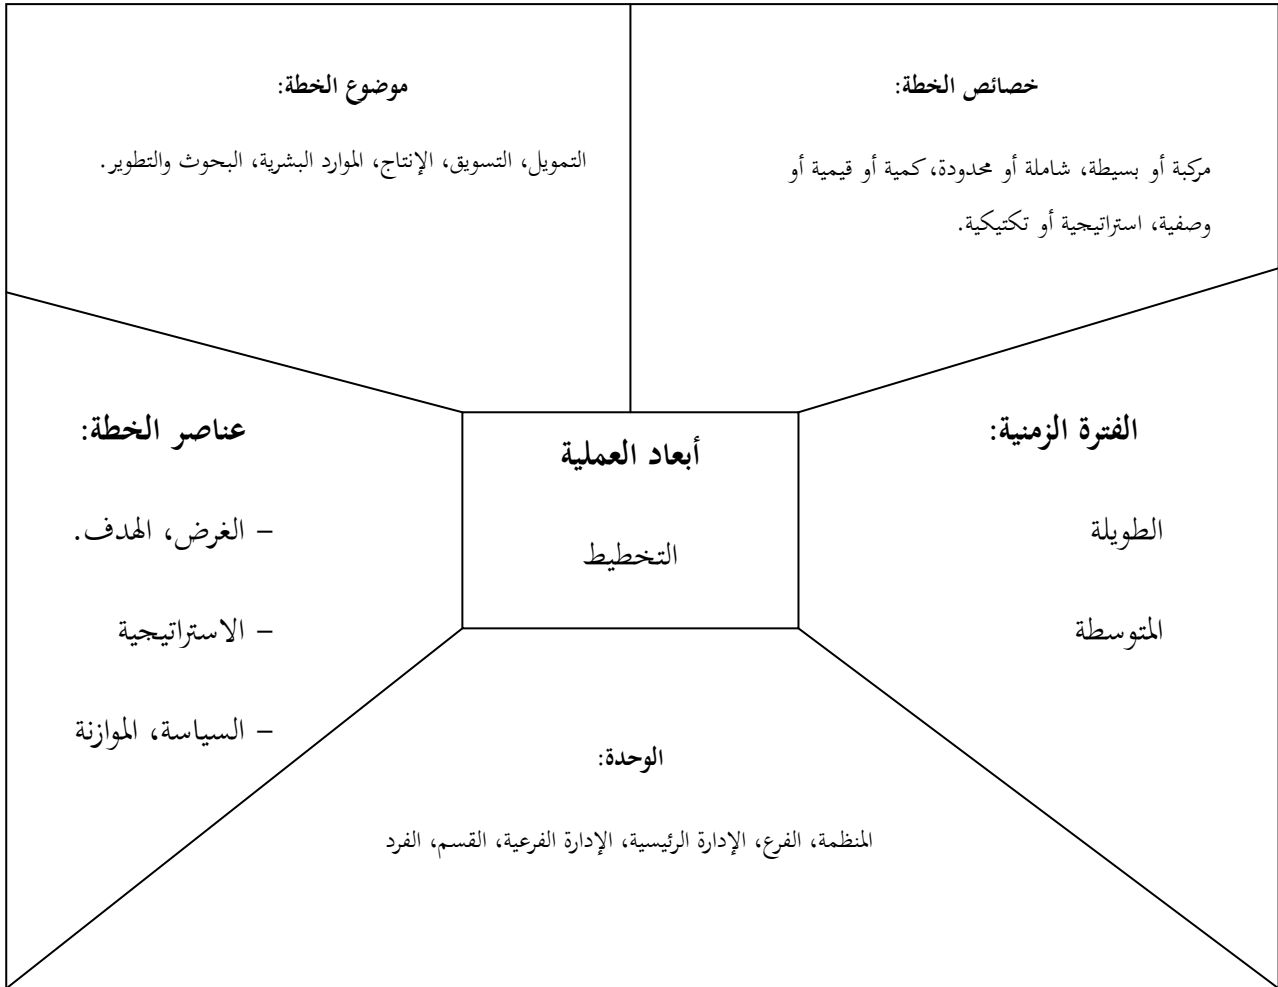 خصائص الخطة:
مركبة أو بسيطة، شاملة أو محدودة، كمية أو قيمية أو
وصفية، استراتيجية أو تكتيكية.
موضوع الخطة:
التمويل، التسويق، الإنتاج، الموارد البشرية، البحوث والتطوير.
الفترة الزمنية:
الطويلة
المتوسطة
أبعاد العملية
التخطيط
عناصر الخطة:
– الغرض، الهدف.
– الاستراتيجية
– السياسة، الموازنة
الوحدة:
المنظمة، الفرع، الإدارة الرئيسية، الإدارة الفرعية، القسم، الفرد